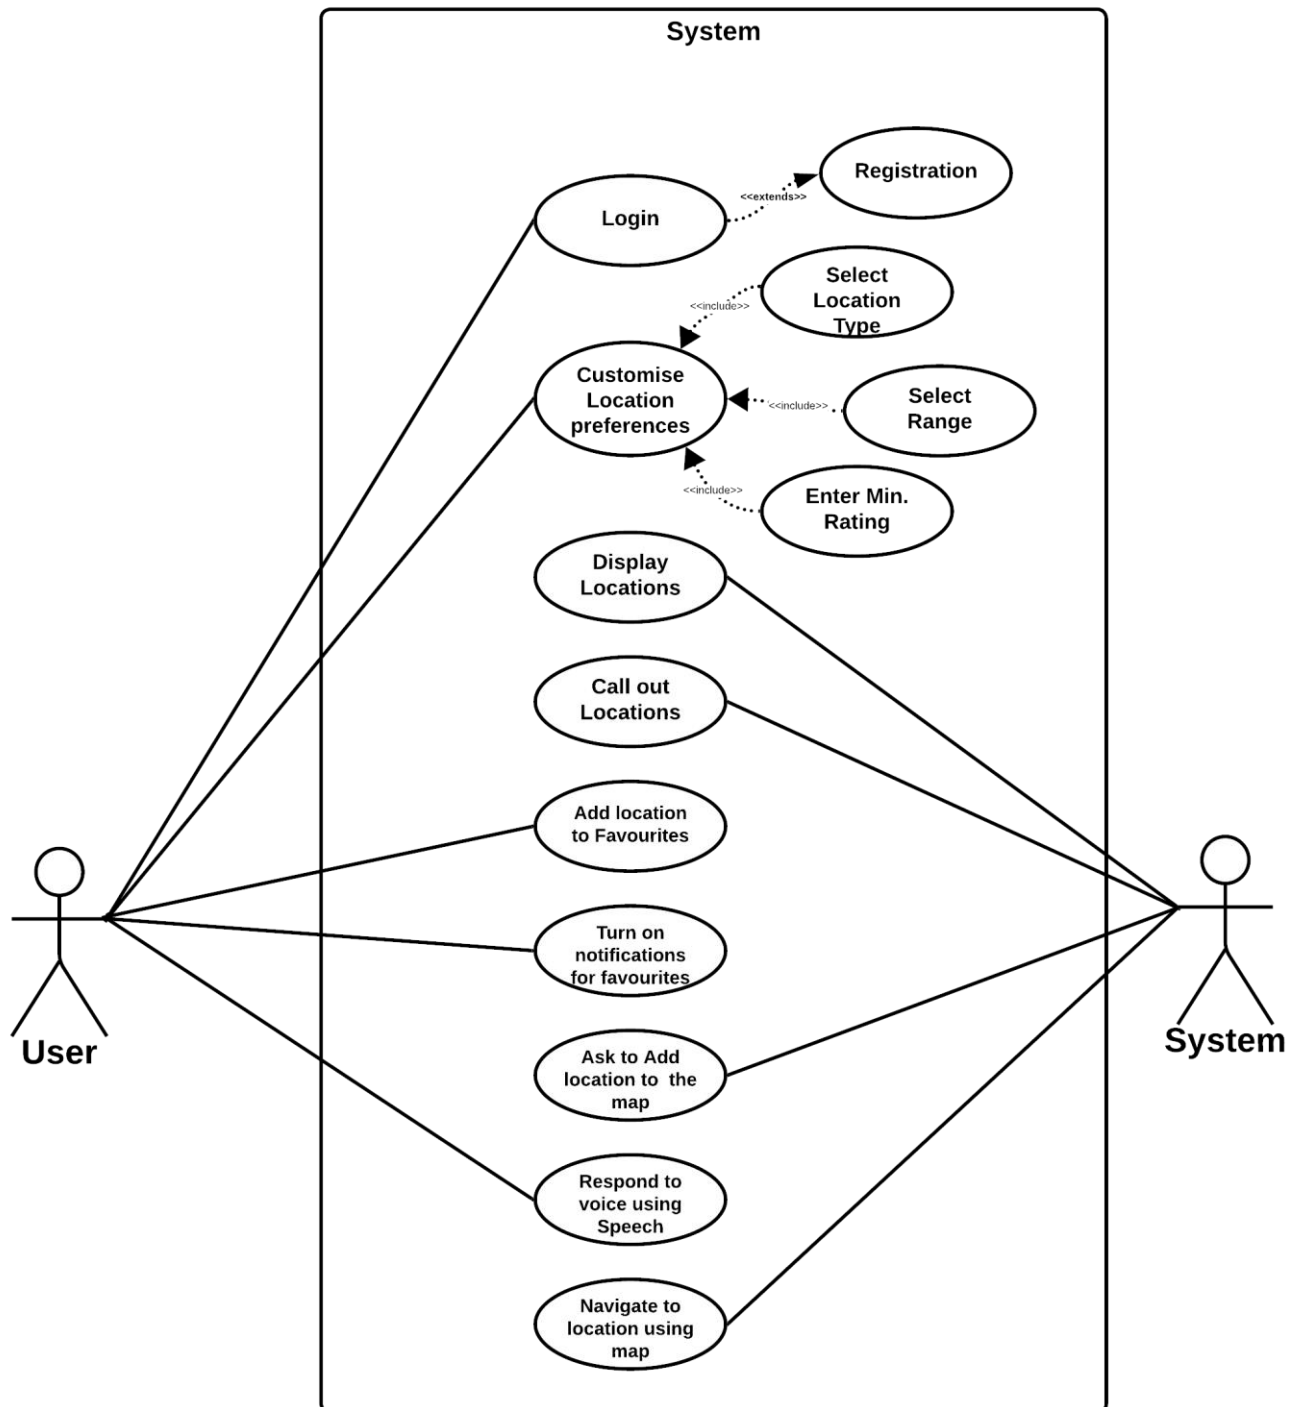 System
Registration
<<extends>>
Login
Select
Location
Type
<<include>>
Customise
Location
preferences
Select
Range
<<include>>
<<include>>
Enter Min.
Rating
Display
Locations
Call out
Locations
Add location
to Favourites
Turn on
notifications
for favourites
User
System
Ask to Add
location to the
map
Respond to
voice using
Speech
Navigate to
location using
map